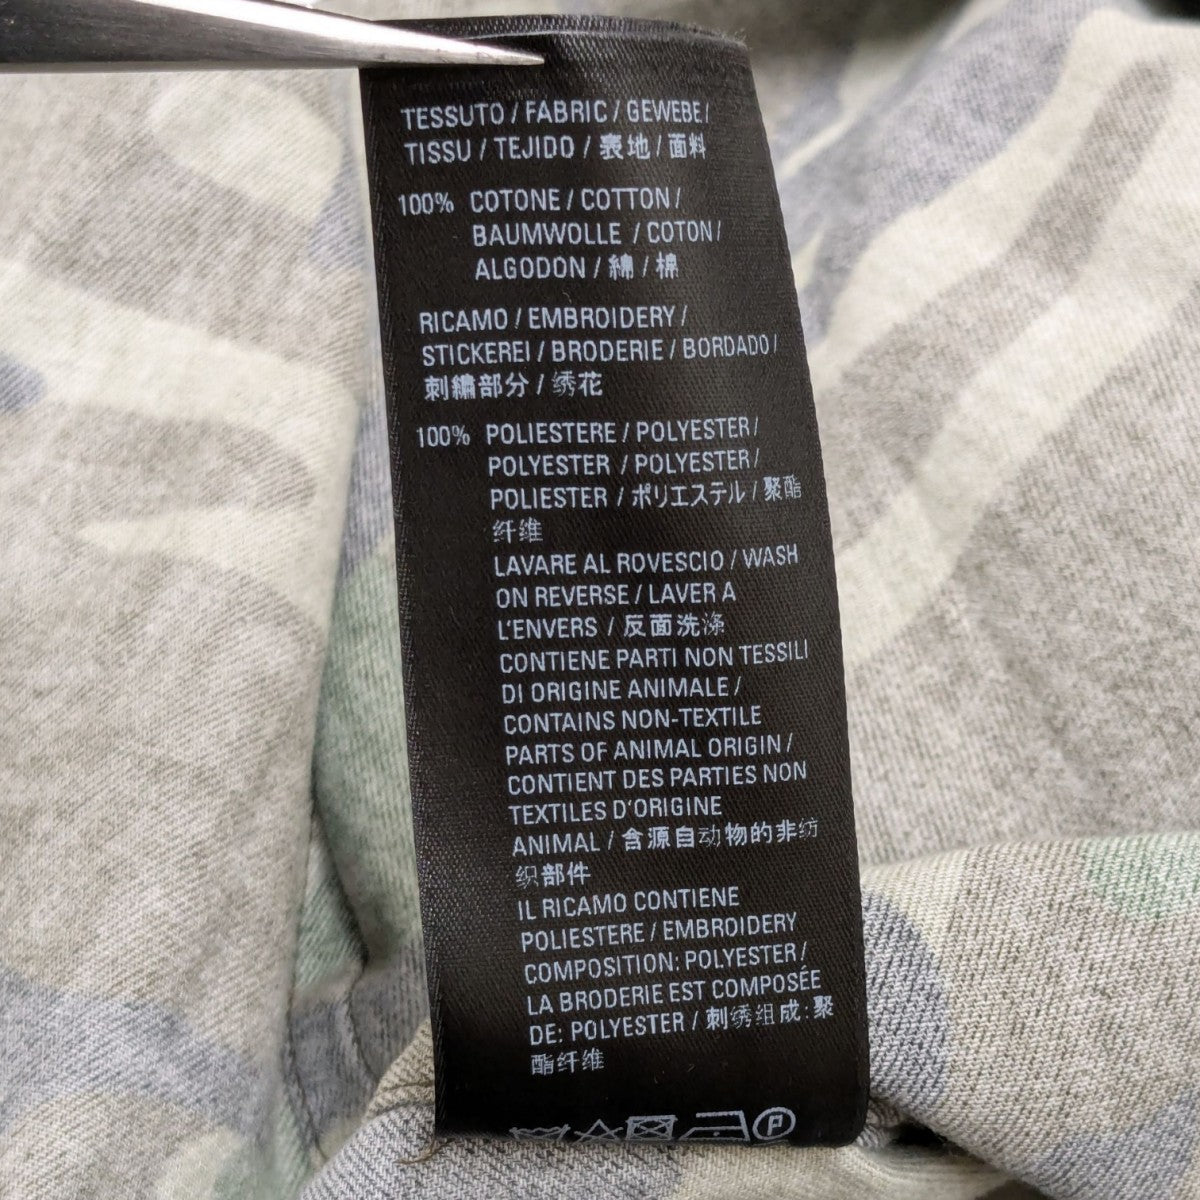 TESSUTO / FABRIC / GEWEBE /
TISSU / TEJIDO / 表地 / 面料
100% COTONE / COTTON /
BAUMWOLLE / COTON /
ALGODON / 綿 / 棉
RICAMO / EMBROIDERY /
STICKEREI / BRODERIE / BORDADO /
刺繍部分 / 绣花
100% POLIESTERE / POLYESTER /
POLYESTER / POLYESTER /
POLIESTER / ポリエステル / 聚酯
纤维
LAVARE AL ROVESCIO / WASH
ON REVERSE / LAVER A
L'ENVERS / 反面洗涤
CONTIENE PARTI NON TESSILI
DI ORIGINE ANIMALE /
CONTAINS NON-TEXTILE
PARTS OF ANIMAL ORIGIN /
CONTIENT DES PARTIES NON
TEXTILES D'ORIGINE
ANIMAL / 含源自动物的非纺
织部件
IL RICAMO CONTIENE
POLIESTERE / EMBROIDERY
COMPOSITION: POLYESTER /
LA BRODERIE EST COMPOSÉE
DE: POLYESTER / 刺绣组成: 聚
酯纤维
P